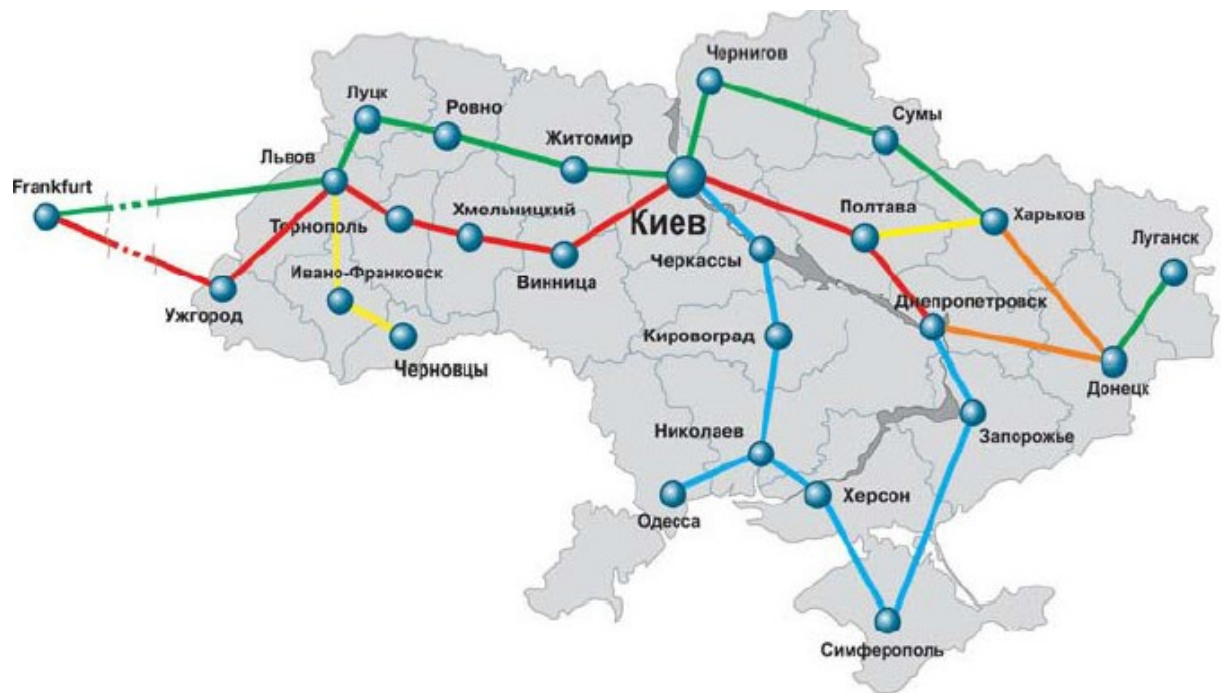 Чернигов
Луцк
Ровно
Сумы
Житомир
Львов
Frankfurt
Киев
Полтава
Харьков
Хмельницкий
Торнополь
Луганск
Черкассы
Ивано-Франковск
Винница
Днепропетровск
Ужгород
Кировоград
Черновцы
Донецк
Николаев
Запорожье
Херсон
Одесса
Симферополь